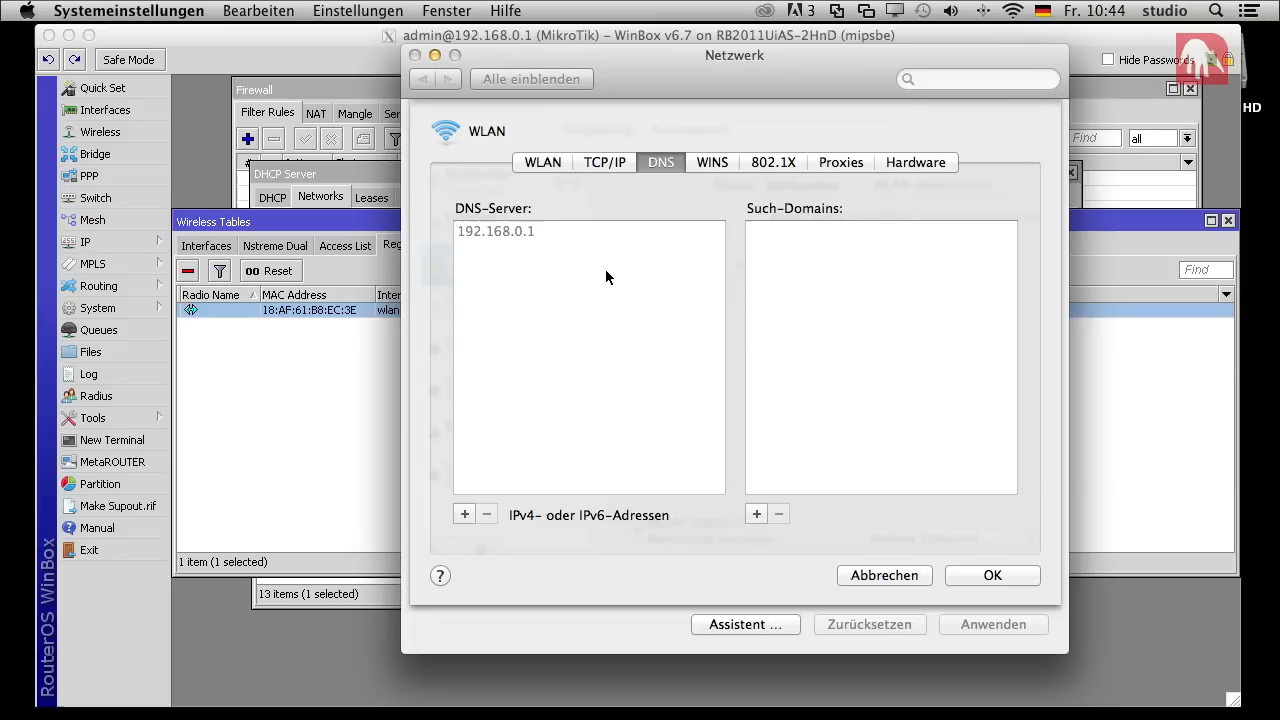 Systemeinstellungen Bearbeiten Einstellungen Fenster Hilfe 3 Fr. 10:44 studio
admin@192.168.0.1 (MikroTik) - WinBox v6.7 on RB2011UiAS-2HnD (mipsbe)
Safe Mode
Hide Passwords
HD
RouterOS WinBox
Quick Set
Interfaces
Wireless
Bridge
PPP
Switch
Mesh
IP
MPLS
Routing
System
Queues
Files
Log
Radius
Tools
New Terminal
MetaROUTER
Partition
Make Supout.rif
Manual
Exit
Firewall
Filter Rules NAT Mangle Ser
Find all
DHCP Server
DHCP Networks Leases
Wireless Tables
Interfaces Nstreme Dual Access List Reg
00 Reset
Find
Radio Name MAC Address Inter
18:AF:61:B8:EC:3E wlan
1 item (1 selected)
13 items (1 selected)
Netzwerk
Alle einblenden
WLAN
WLAN TCP/IP DNS WINS 802.1X Proxies Hardware
DNS-Server: Such-Domains:
192.168.0.1
+ − IPv4- oder IPv6-Adressen + −
? Abbrechen OK
Assistent ... Zurücksetzen Anwenden